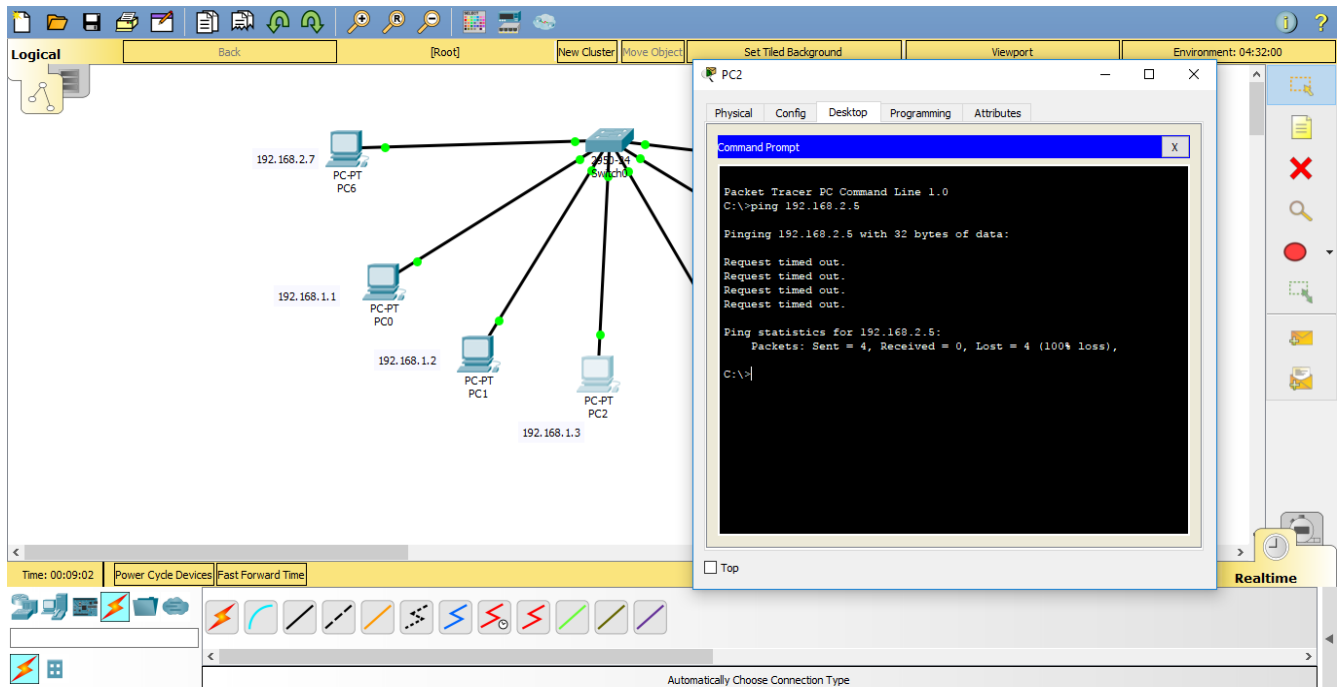 Logical
Back
[Root]
New Cluster
Move Object
Set Tiled Background
Viewport
Environment: 04:32:00
R
i
?
PC2
X
Physical
Config
Desktop
Programming
Attributes
Command Prompt
X
Packet Tracer PC Command Line 1.0
C:\>ping 192.168.2.5
Pinging 192.168.2.5 with 32 bytes of data:
Request timed out.
Request timed out.
Request timed out.
Request timed out.
Ping statistics for 192.168.2.5:
Packets: Sent = 4, Received = 0, Lost = 4 (100% loss),
C:\>
Top
192.168.2.7
PC-PT
PC6
2950-24
Switch0
192.168.1.1
PC-PT
PC0
192.168.1.2
PC-PT
PC1
PC-PT
PC2
192.168.1.3
Time: 00:09:02
Power Cycle Devices
Fast Forward Time
Realtime
Automatically Choose Connection Type